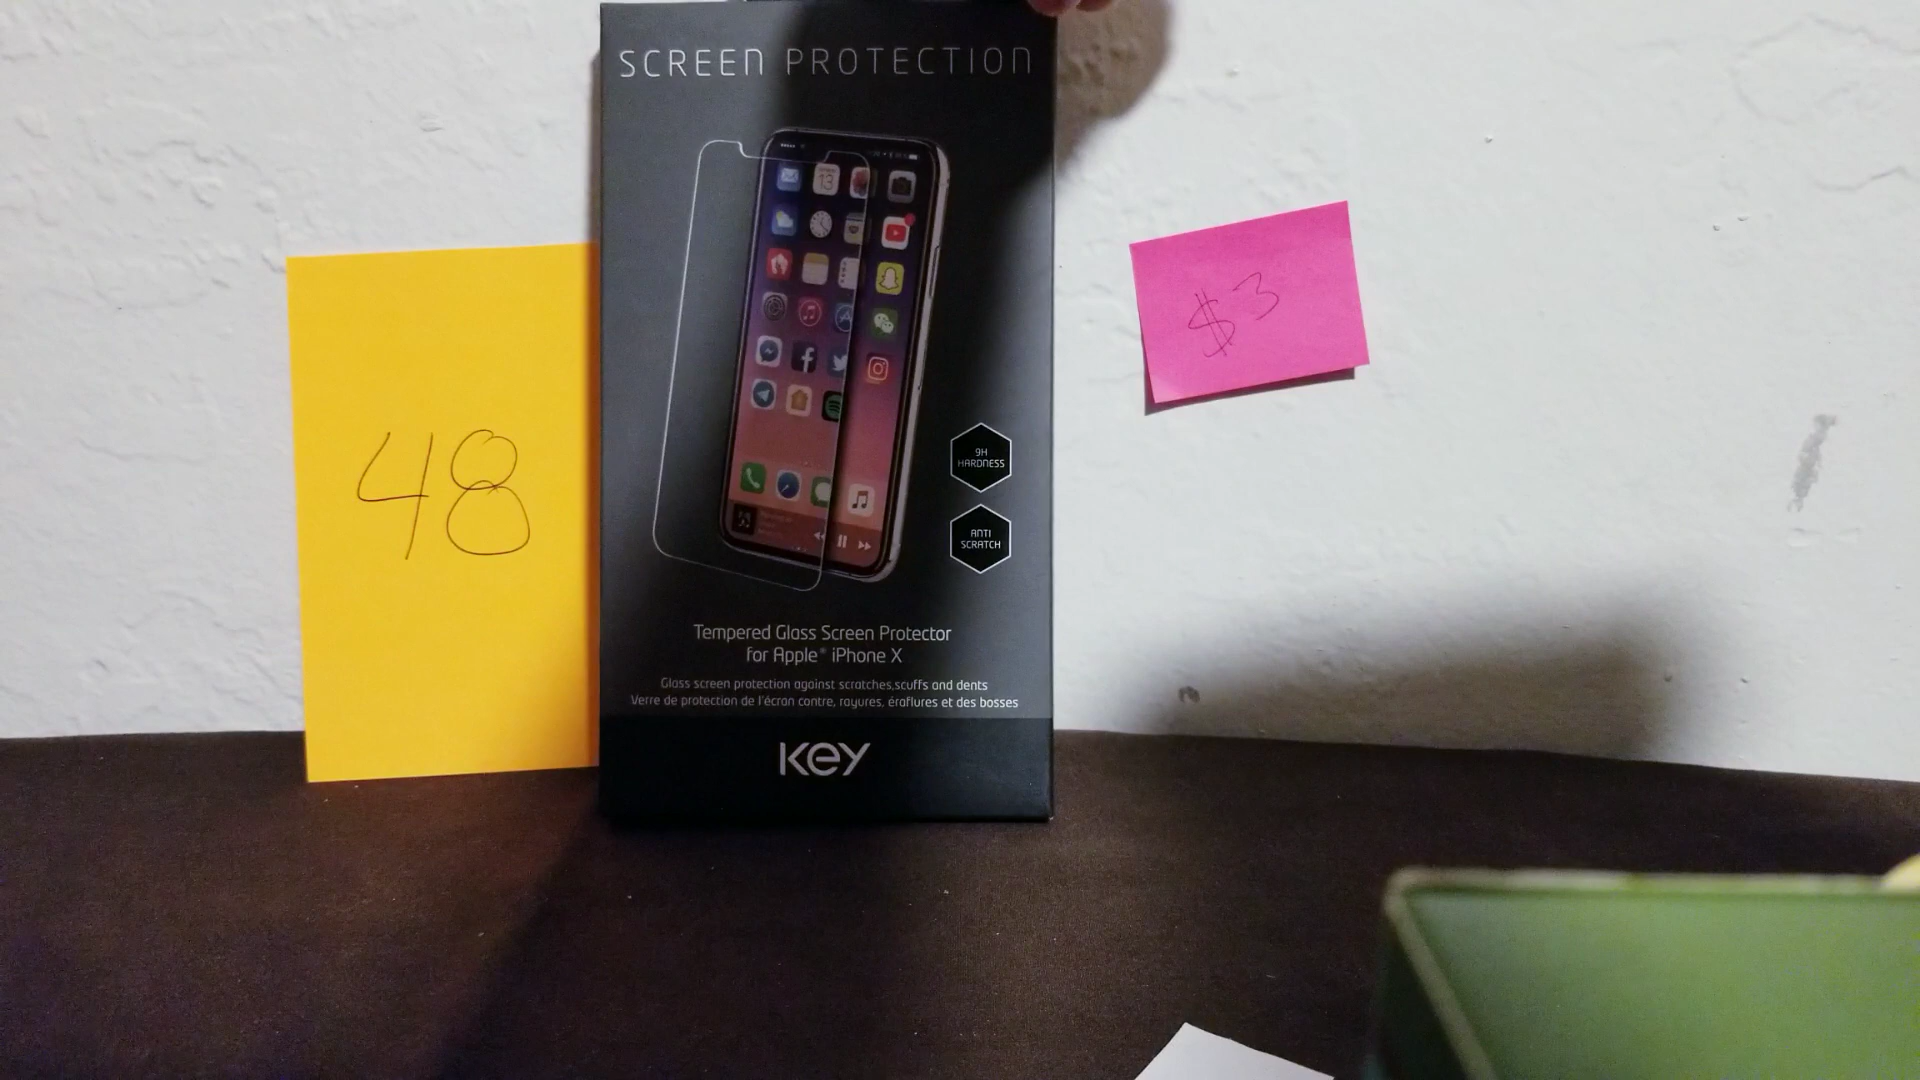 SCREEN PROTECTION
48
$3
13
9H
HARDNESS
ANTI
SCRATCH
Tempered Glass Screen Protector
for Apple® iPhone X
Glass screen protection against scratches,scuffs and dents
Verre de protection de l'écran contre, rayures, éraflures et des bosses
KEY